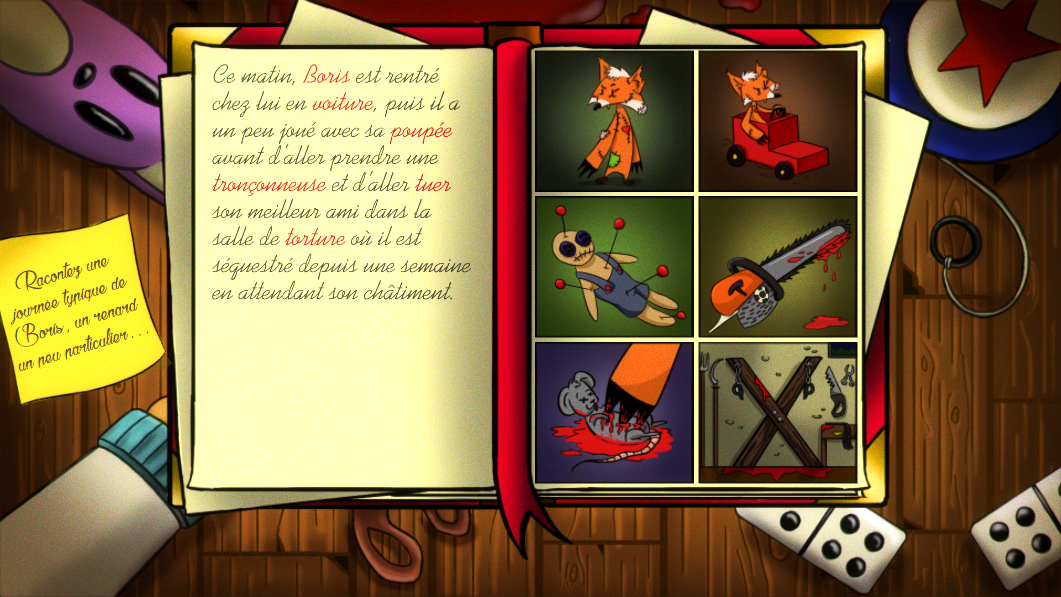 Ce matin, Boris est rentré
chez lui en voiture, puis il a
un peu joué avec sa poupée
avant d'aller prendre une
tronçonneuse et d'aller tuer
son meilleur ami dans la
salle de torture où il est
séquestré depuis une semaine
en attendant son châtiment.
Racontez une
journée typique de
Boris, un renard
un peu particulier...